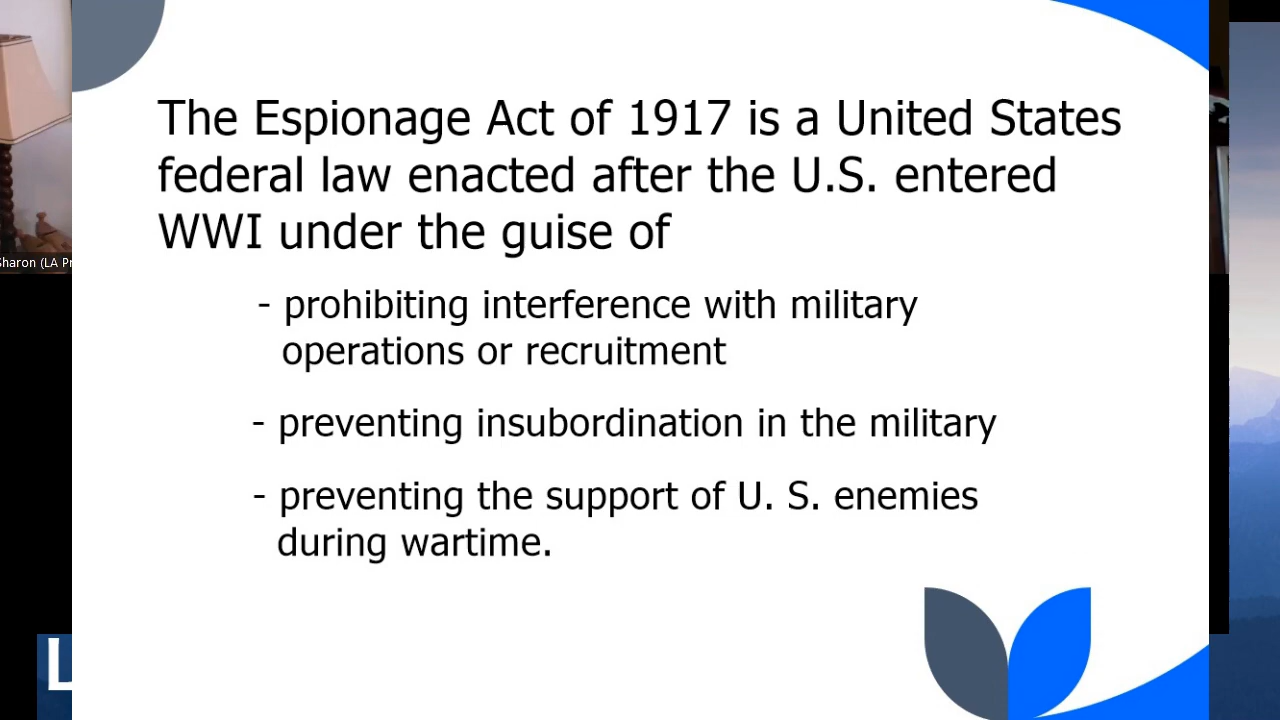 The Espionage Act of 1917 is a United States
federal law enacted after the U.S. entered
WWI under the guise of
- prohibiting interference with military
operations or recruitment
- preventing insubordination in the military
- preventing the support of U. S. enemies
during wartime.
Sharon (LA Pr
L